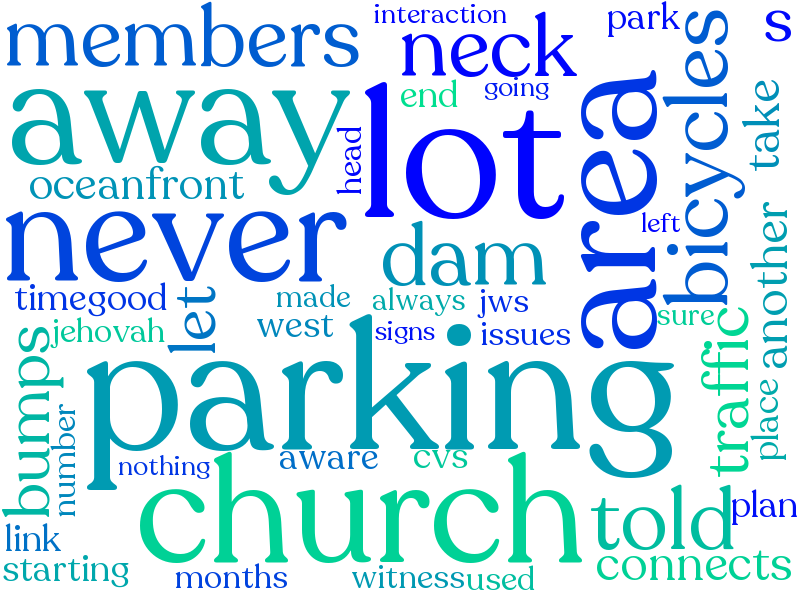 interaction
park
s
members
neck
bicycles
away
end
going
area
take
lot
head
oceanfront
never
left
dam
another
timegood
let
made
always
jws
sure
jehovah
west
signs
issues
traffic
bumps
parking
place
number
nothing
aware
cvs
church
told
plan
link
connects
starting
months
witness
used